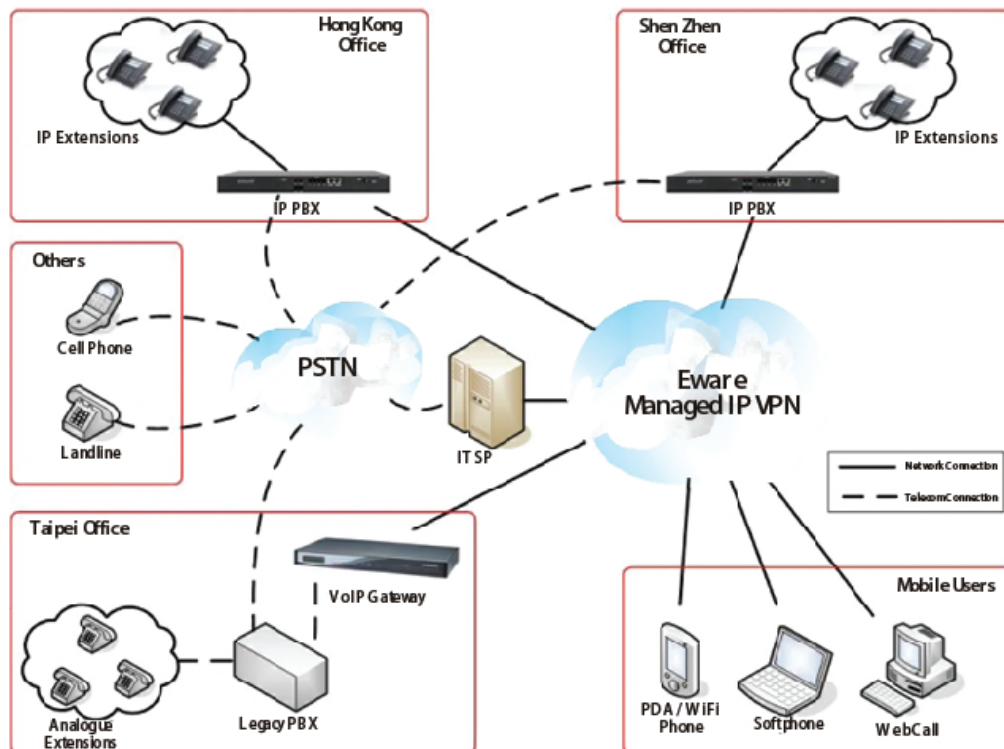 Hong Kong
Office
IP Extensions
IP PBX
Shen Zhen
Office
IP Extensions
IP PBX
Others
Cell Phone
Landline
PSTN
ITSP
Eware
Managed IP VPN
Network Connection
Telecom Connection
Taipei Office
VoIP Gateway
Analogue
Extensions
Legacy PBX
Mobile Users
PDA / WiFi
Phone
Softphone
WebCall